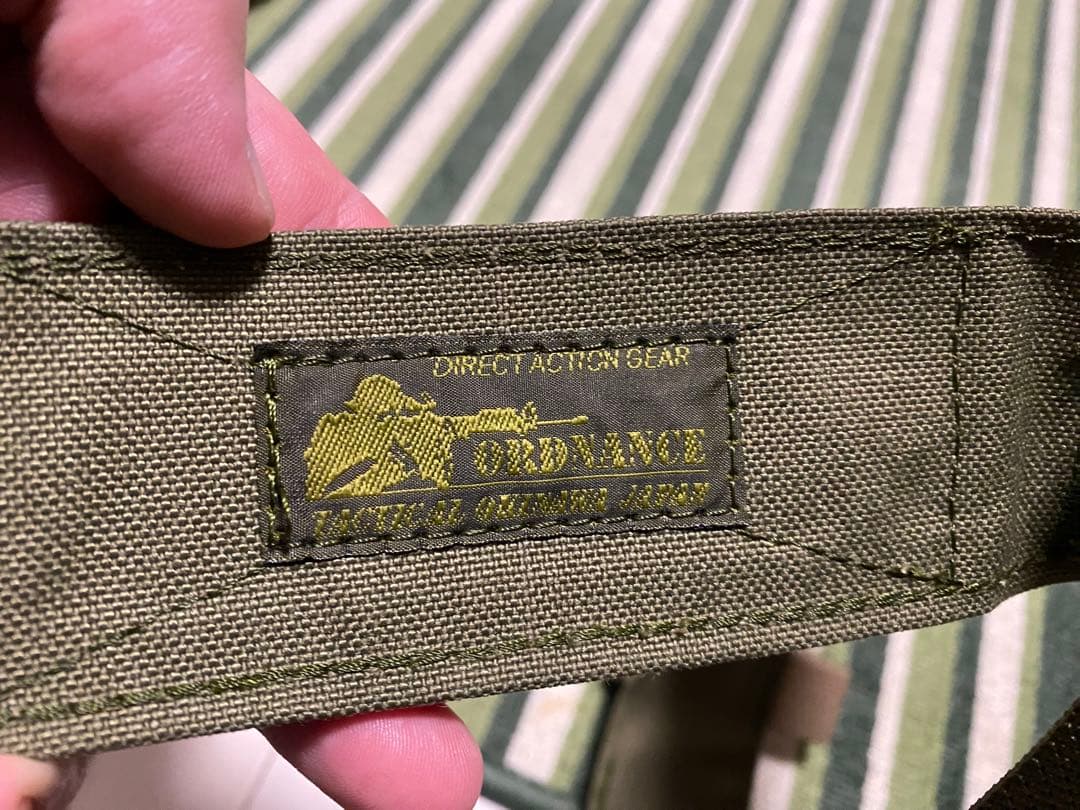 DIRECT ACTION GEAR
ORDNANCE
TACTICAL OKINAWA JAPAN